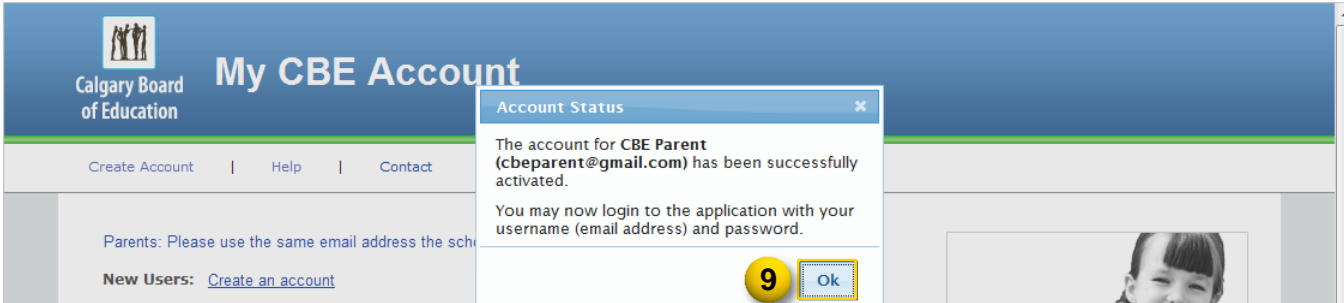 Calgary Board
of Education
My CBE Account
Account Status
The account for CBE Parent
(cbeparent@gmail.com) has been successfully
activated.
You may now login to the application with your
username (email address) and password.
9
Ok
Create Account | Help | Contact
Parents: Please use the same email address the
New Users: Create an account